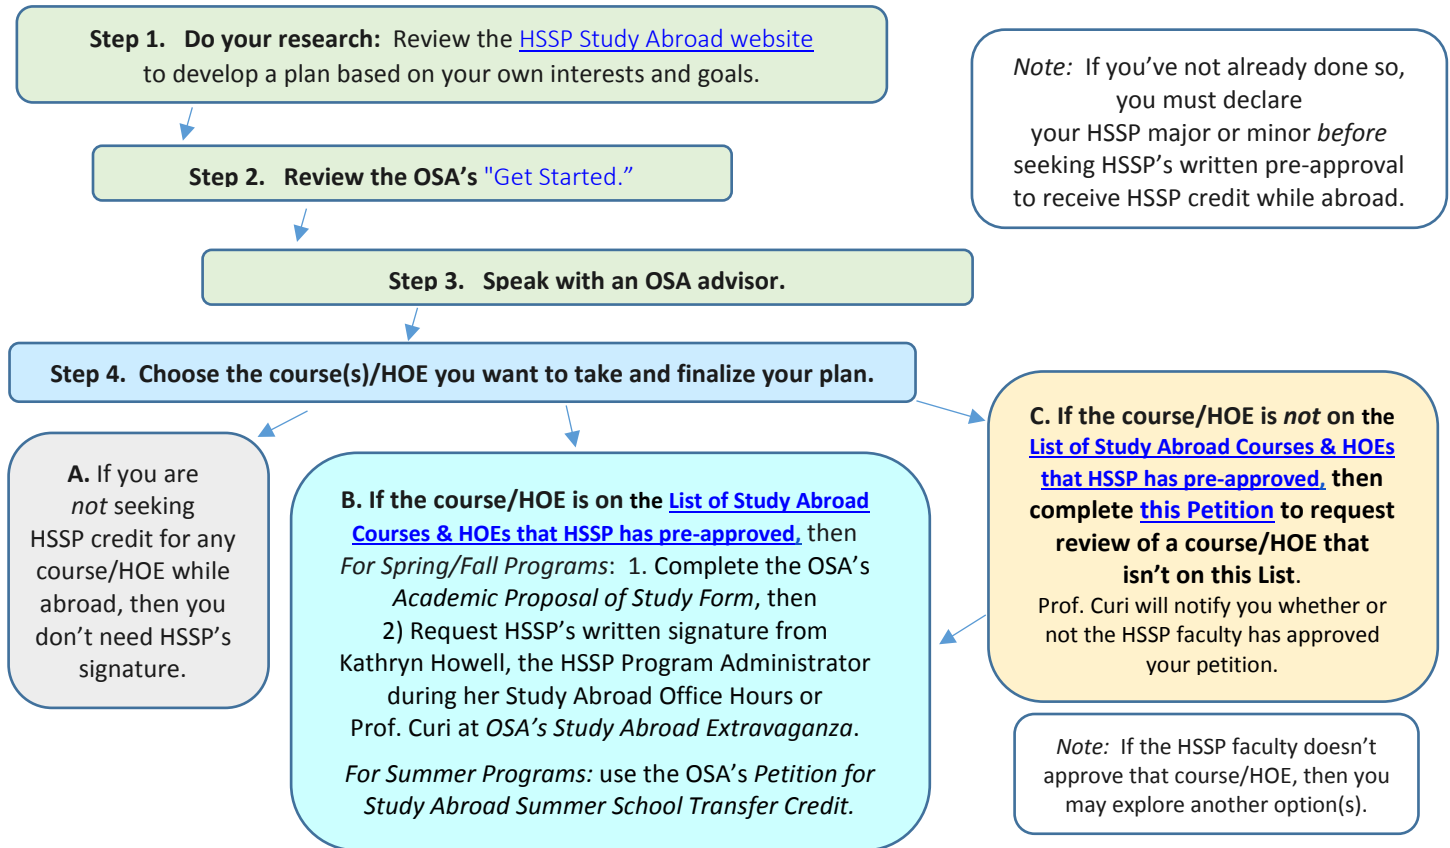 Step 1. Do your research: Review the HSSP Study Abroad website
to develop a plan based on your own interests and goals.
Note: If you’ve not already done so,
you must declare
your HSSP major or minor before
seeking HSSP’s written pre-approval
to receive HSSP credit while abroad.
Step 2. Review the OSA’s "Get Started.”
Step 3. Speak with an OSA advisor.
Step 4. Choose the course(s)/HOE you want to take and finalize your plan.
A. If you are
not seeking
HSSP credit for any
course/HOE while
abroad, then you
don’t need HSSP’s
signature.
B. If the course/HOE is on the List of Study Abroad
Courses & HOEs that HSSP has pre-approved, then
For Spring/Fall Programs: 1. Complete the OSA’s
Academic Proposal of Study Form, then
2) Request HSSP’s written signature from
Kathryn Howell, the HSSP Program Administrator
during her Study Abroad Office Hours or
Prof. Curi at OSA’s Study Abroad Extravaganza.
For Summer Programs: use the OSA’s Petition for
Study Abroad Summer School Transfer Credit.
C. If the course/HOE is not on the
List of Study Abroad Courses & HOEs
that HSSP has pre-approved, then
complete this Petition to request
review of a course/HOE that
isn’t on this List.
Prof. Curi will notify you whether or
not the HSSP faculty has approved
your petition.
Note: If the HSSP faculty doesn’t
approve that course/HOE, then you
may explore another option(s).